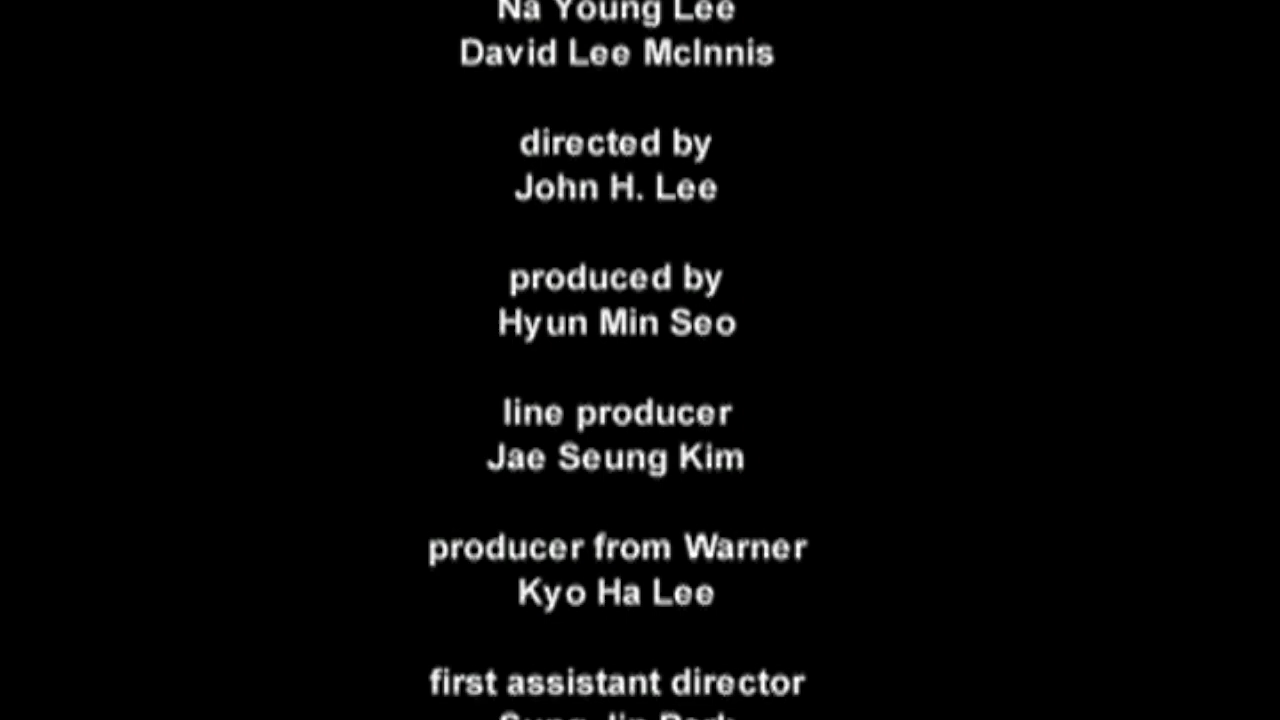 Na Young Lee
David Lee McInnis
directed by
John H. Lee
produced by
Hyun Min Seo
line producer
Jae Seung Kim
producer from Warner
Kyo Ha Lee
first assistant director